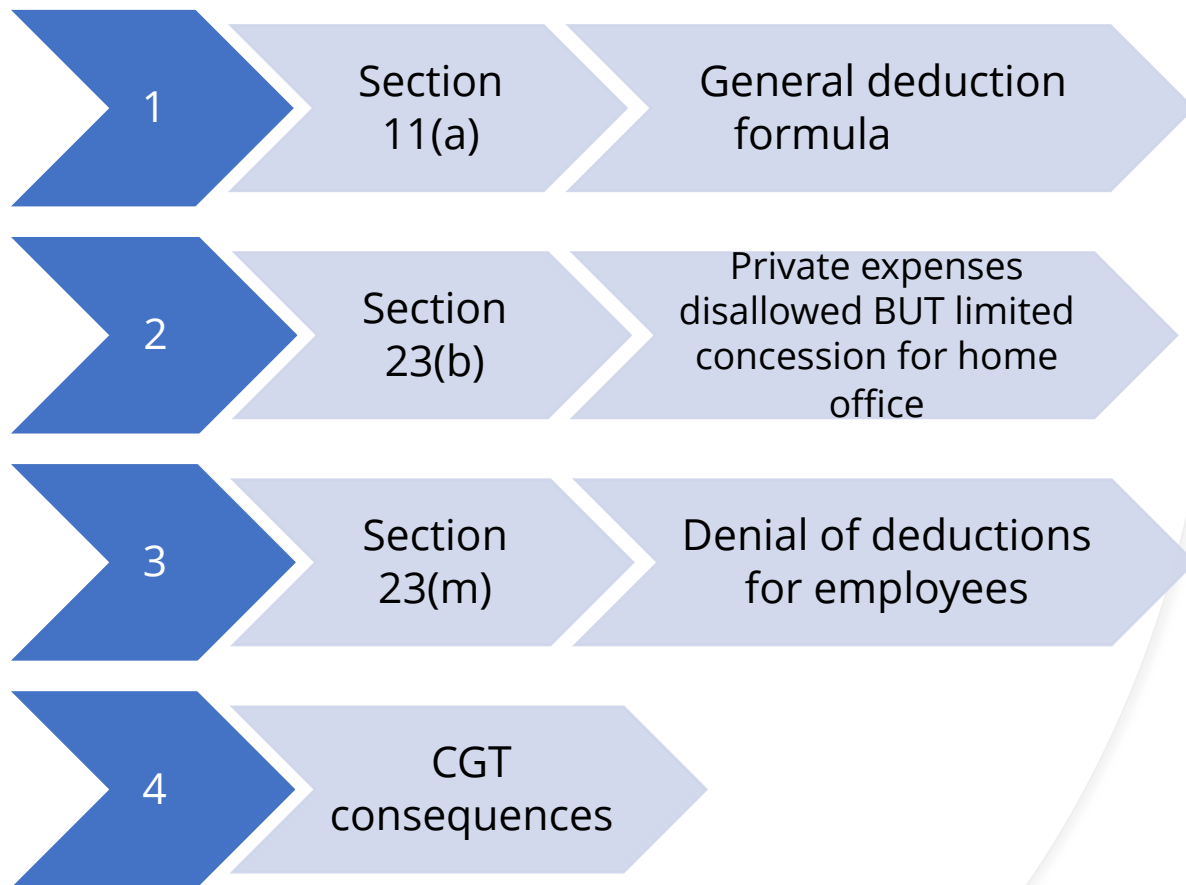 1
Section
11(a)
General deduction
formula
2
Section
23(b)
Private expenses
disallowed BUT limited
concession for home
office
3
Section
23(m)
Denial of deductions
for employees
4
CGT
consequences